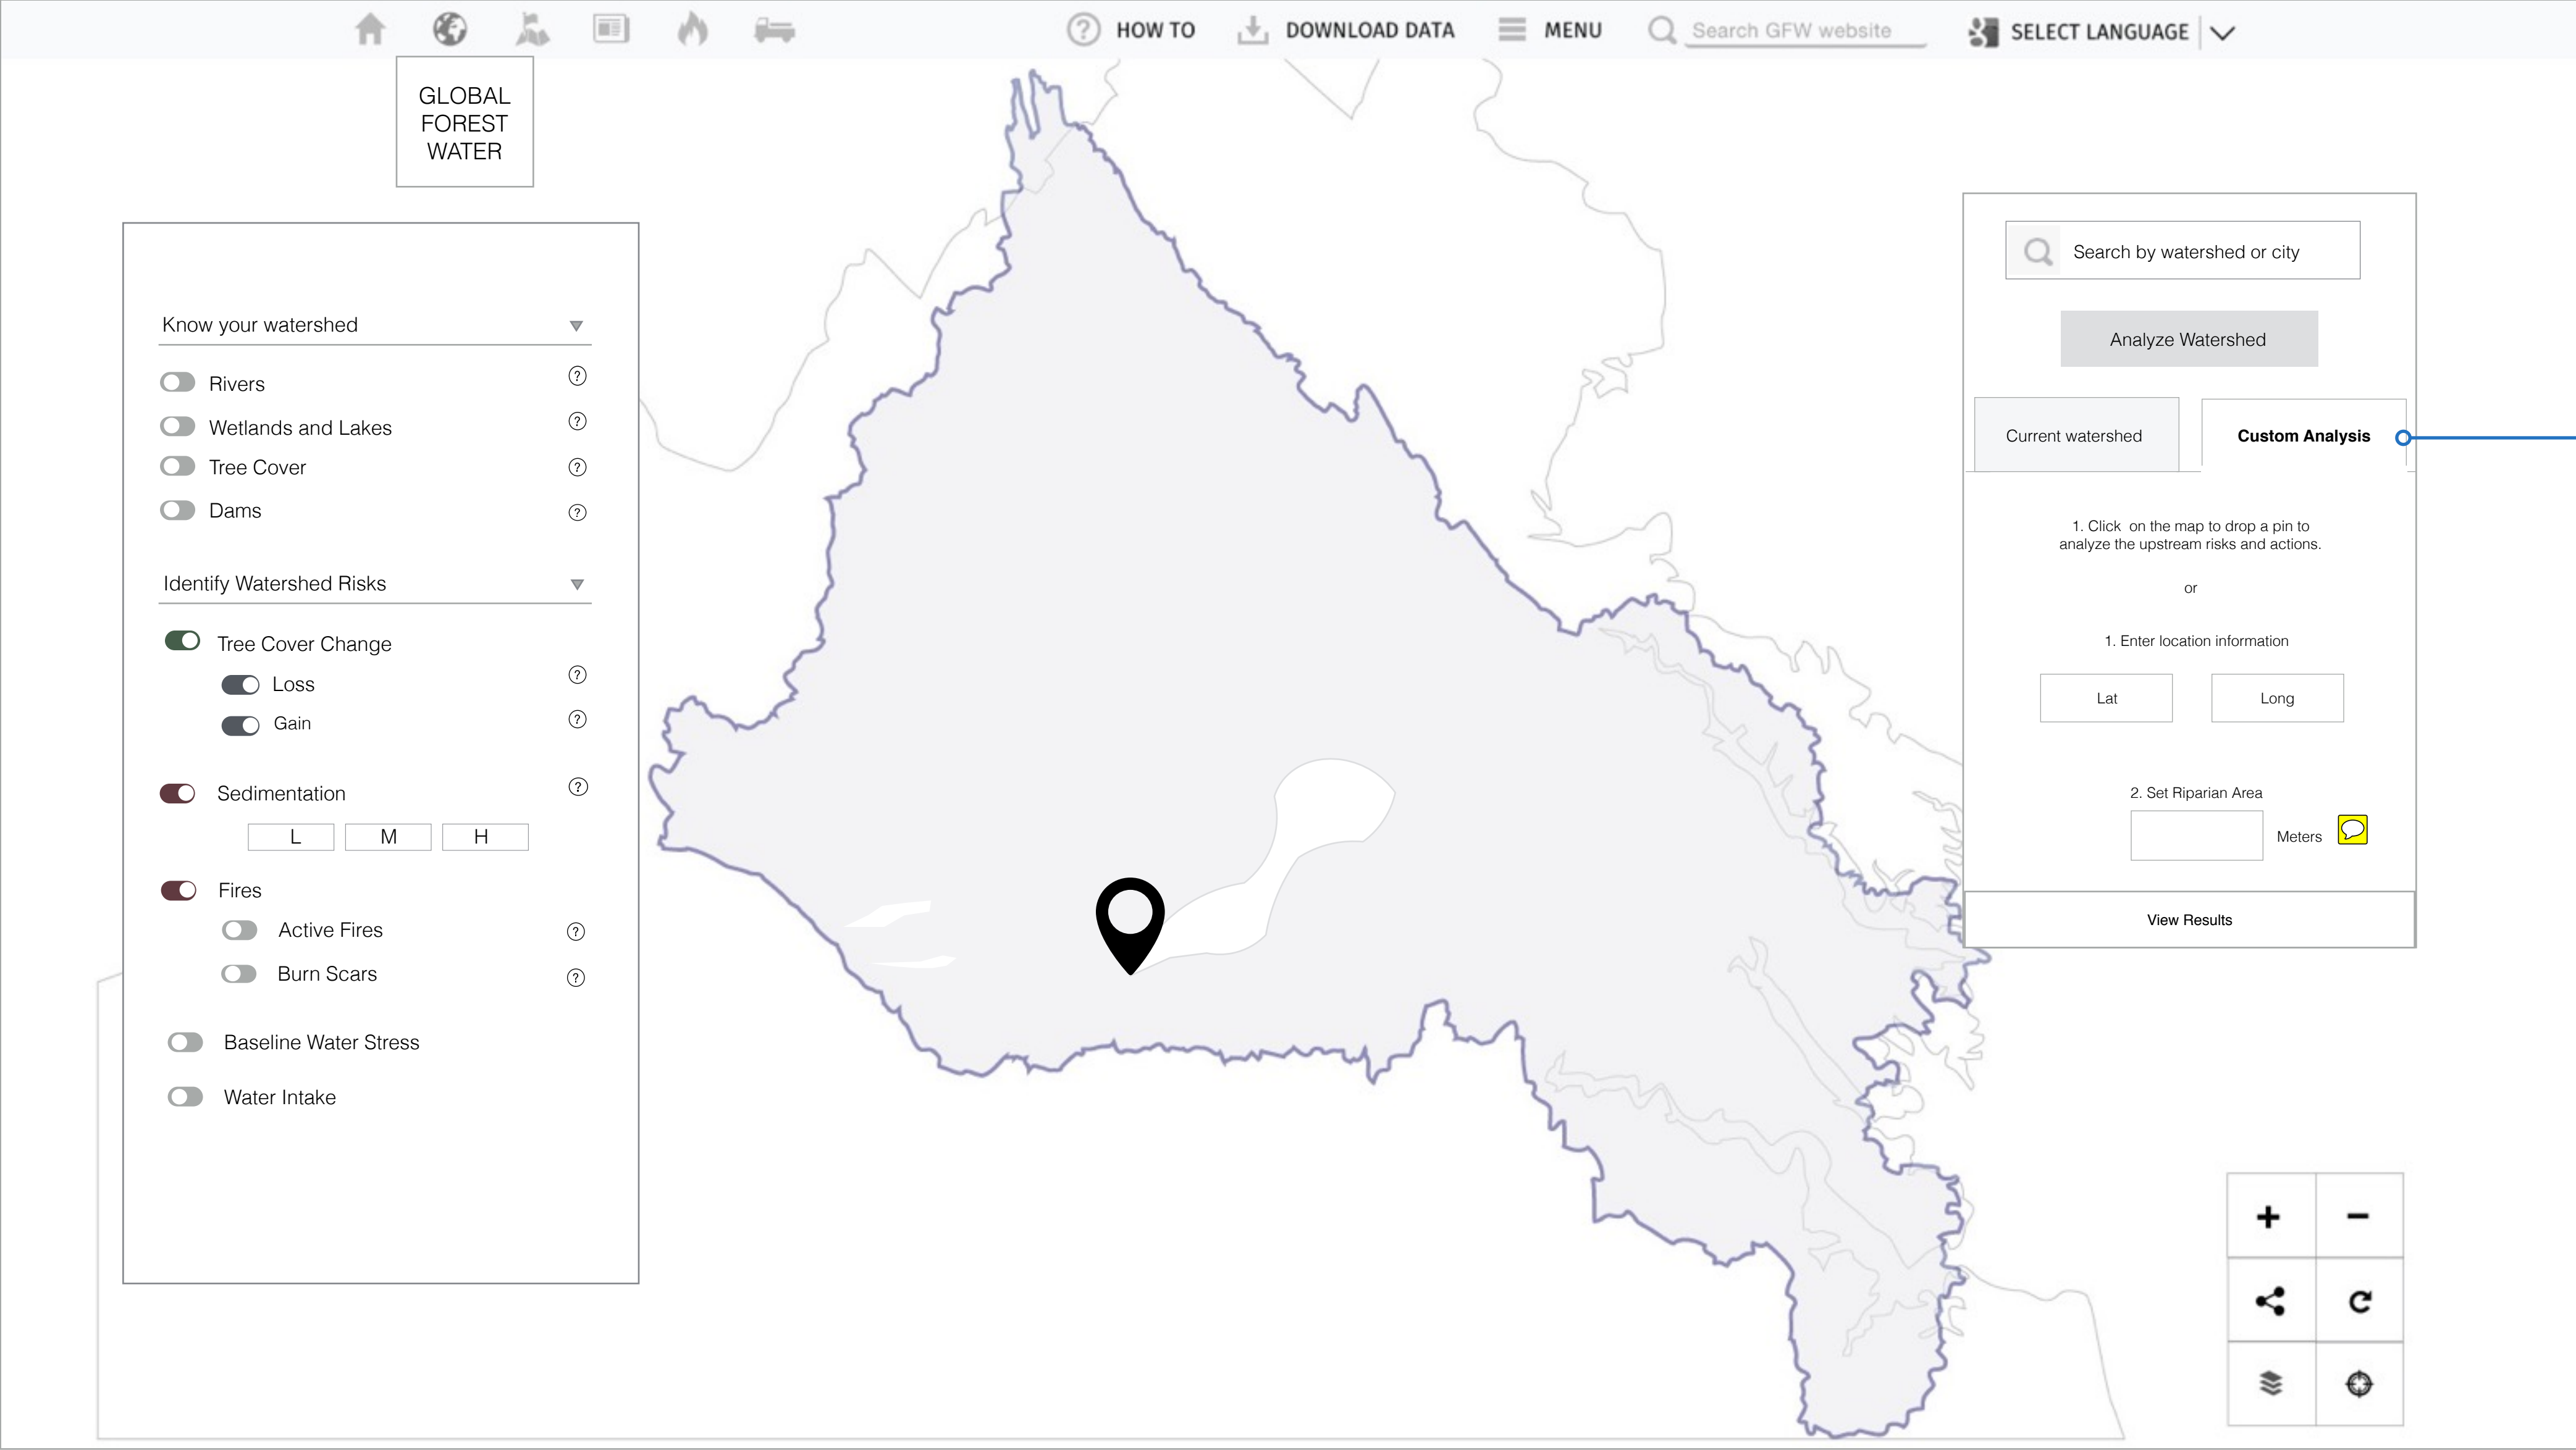 HOW TO
DOWNLOAD DATA
MENU
Search GFW website
SELECT LANGUAGE
GLOBAL
FOREST
WATER
Know your watershed
Rivers ?
Wetlands and Lakes ?
Tree Cover ?
Dams ?
Identify Watershed Risks
Tree Cover Change
Loss ?
Gain ?
Sedimentation ?
L M H
Fires
Active Fires ?
Burn Scars ?
Baseline Water Stress
Water Intake
Search by watershed or city
Analyze Watershed
Current watershed
Custom Analysis
1. Click on the map to drop a pin to
analyze the upstream risks and actions.
or
1. Enter location information
Lat Long
2. Set Riparian Area
Meters
View Results